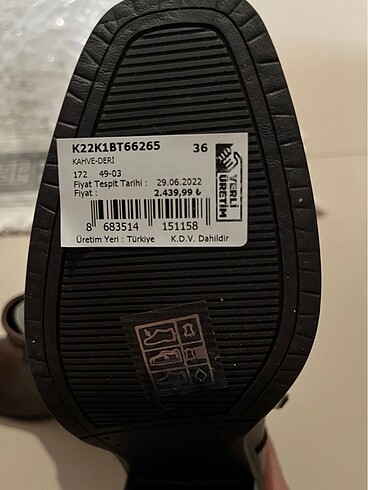 K22K1BT66265 36
KAHVE-DERİ
172 49-03
Fiyat Tespit Tarihi : 29.06.2022
Fiyat : 2.439,99 ₺
8 683514 151158
Üretim Yeri : Türkiye K.D.V. Dahildir
YERLİ
ÜRETİM